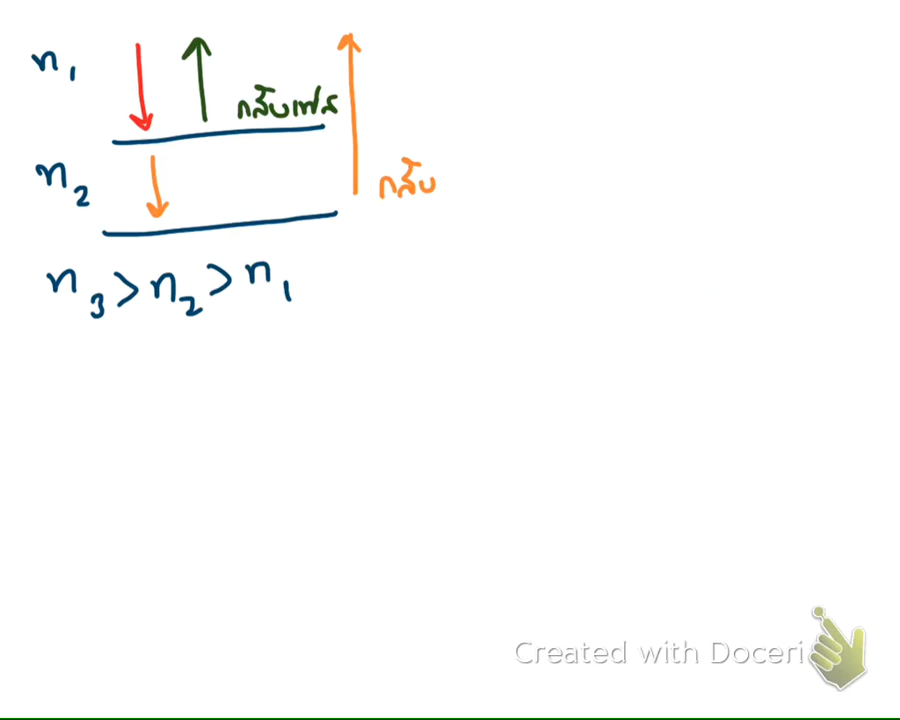 n₁
กลับเฟส
n₂
กลับ
n₃ > n₂ > n₁
Created with Doceri